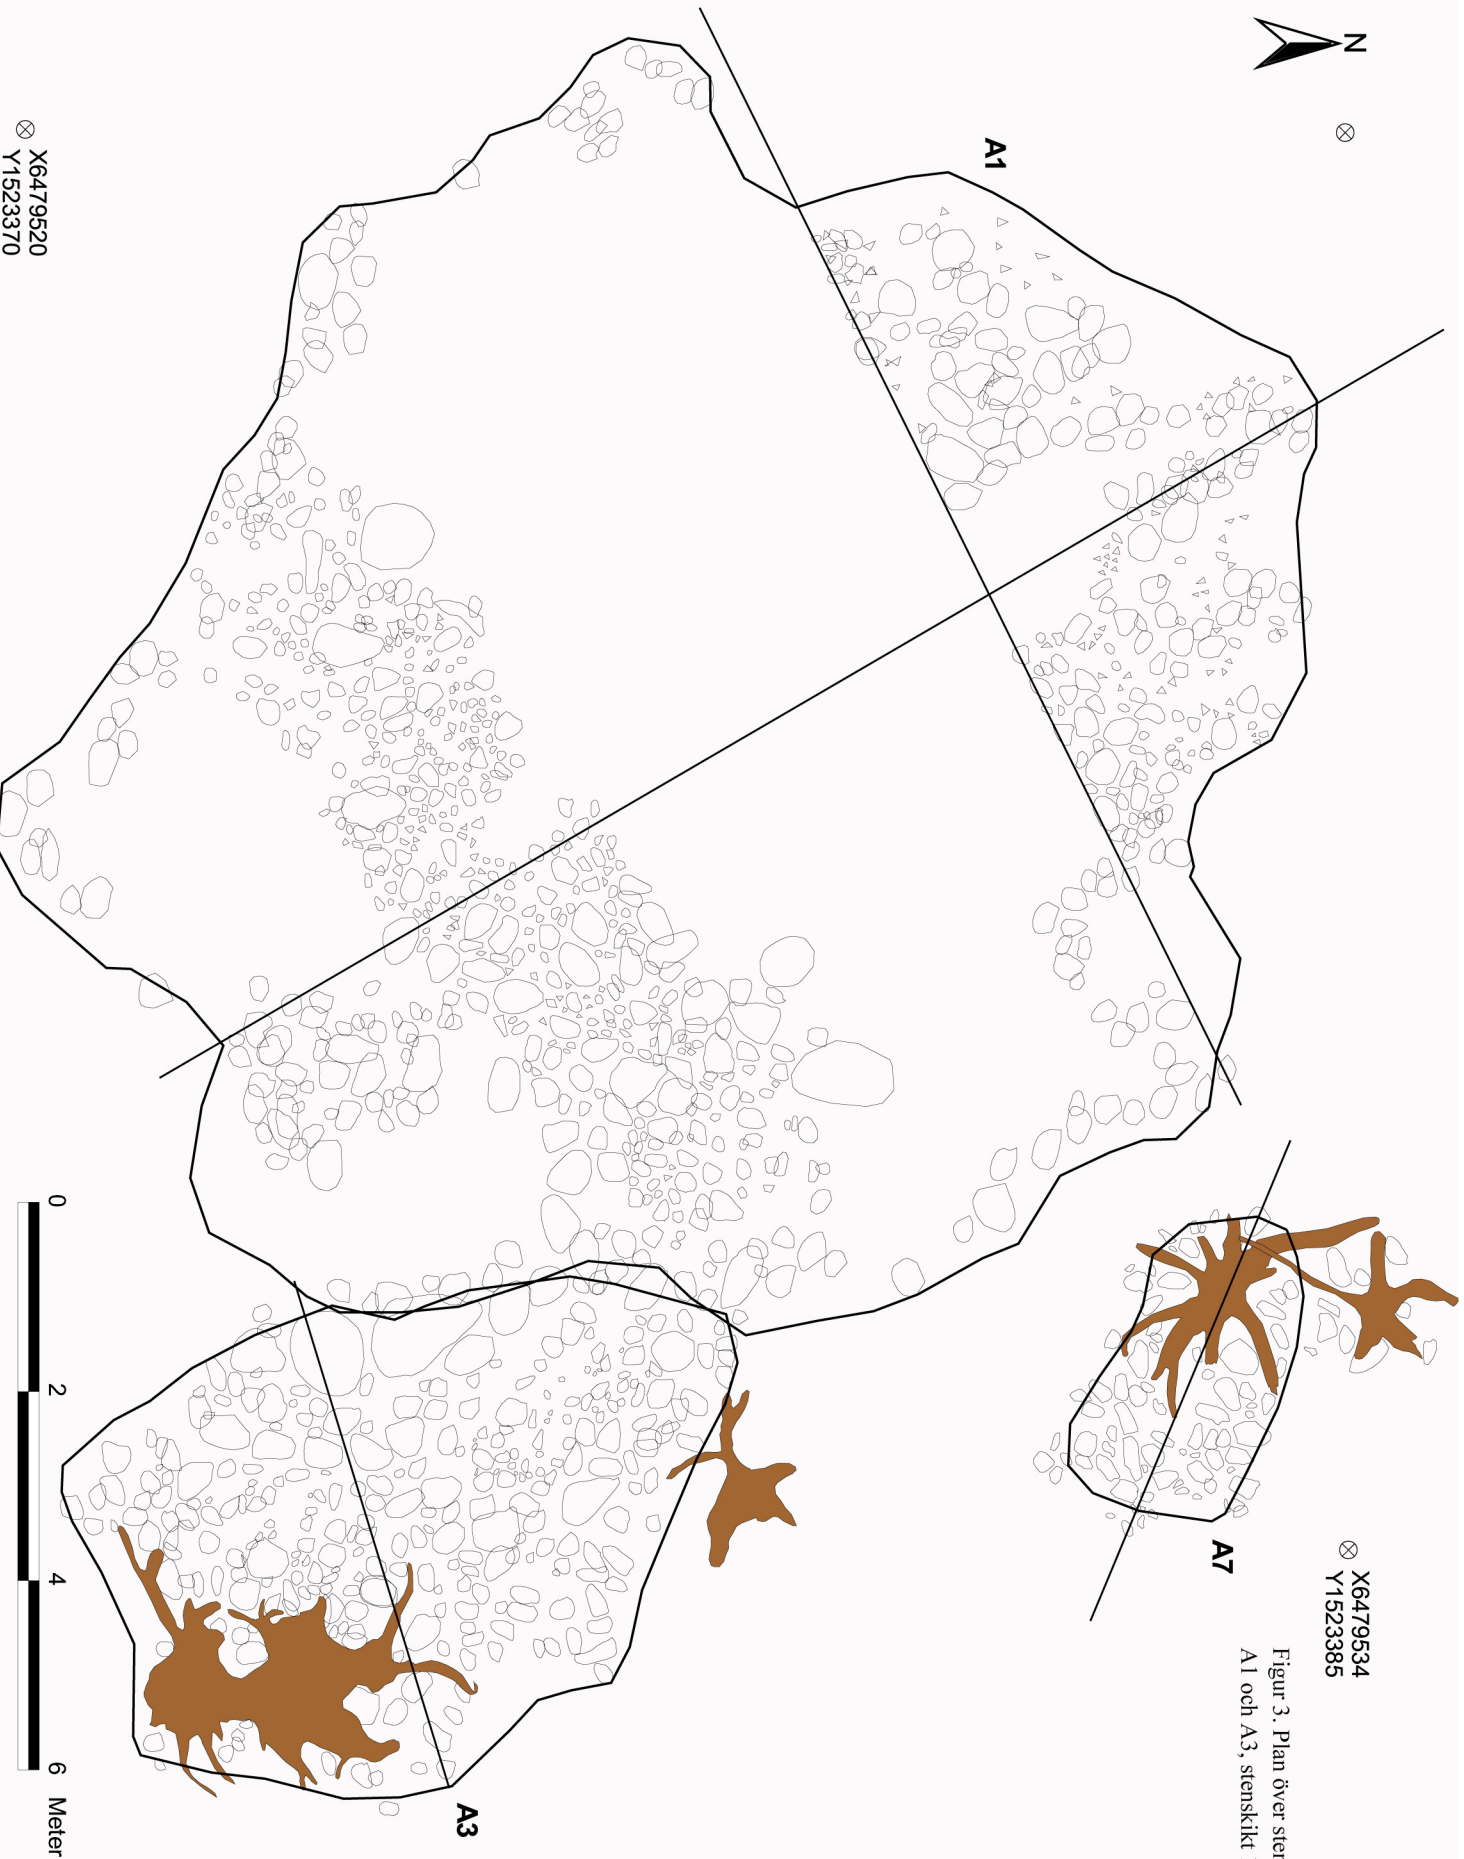 N
A1
X6479520
Y1523370
A7
X6479534
Y1523385
Figur 3. Plan över
A1 och A3, stenskikt
A3
0 2 4 6 Meter